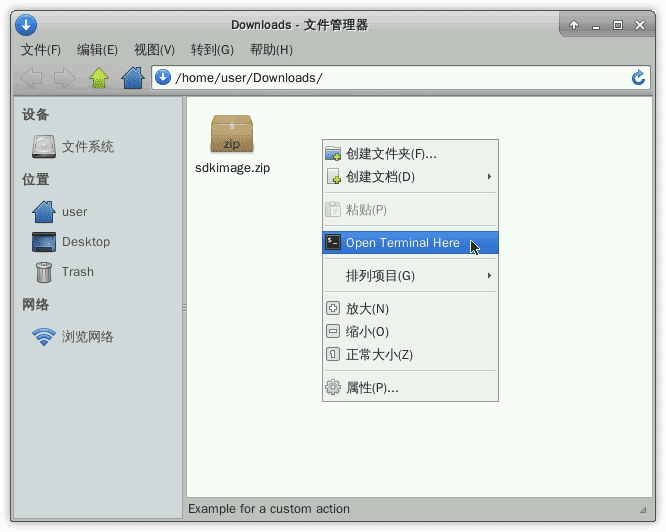 Downloads - 文件管理器
文件(F) 编辑(E) 视图(V) 转到(G) 帮助(H)
/home/user/Downloads/
设备
文件系统
位置
user
Desktop
Trash
网络
浏览网络
zip
sdkimage.zip
创建文件夹(F)...
创建文档(D)
粘贴(P)
Open Terminal Here
排列项目(G)
放大(N)
缩小(O)
正常大小(Z)
属性(P)...
Example for a custom action